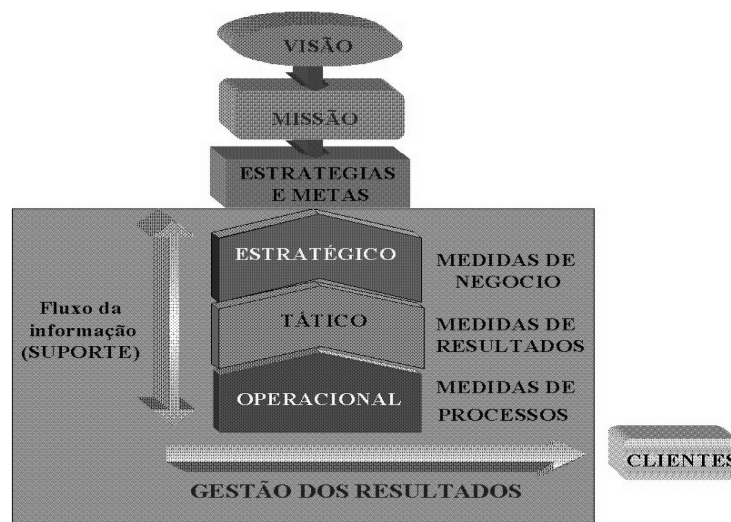 VISÃO
MISSÃO
ESTRATEGIAS
E METAS
ESTRATÉGICO
MEDIDAS DE
NEGOCIO
Fluxo da
informação
(SUPORTE)
TÁTICO
MEDIDAS DE
RESULTADOS
OPERACIONAL
MEDIDAS DE
PROCESSOS
CLIENTES
GESTÃO DOS RESULTADOS